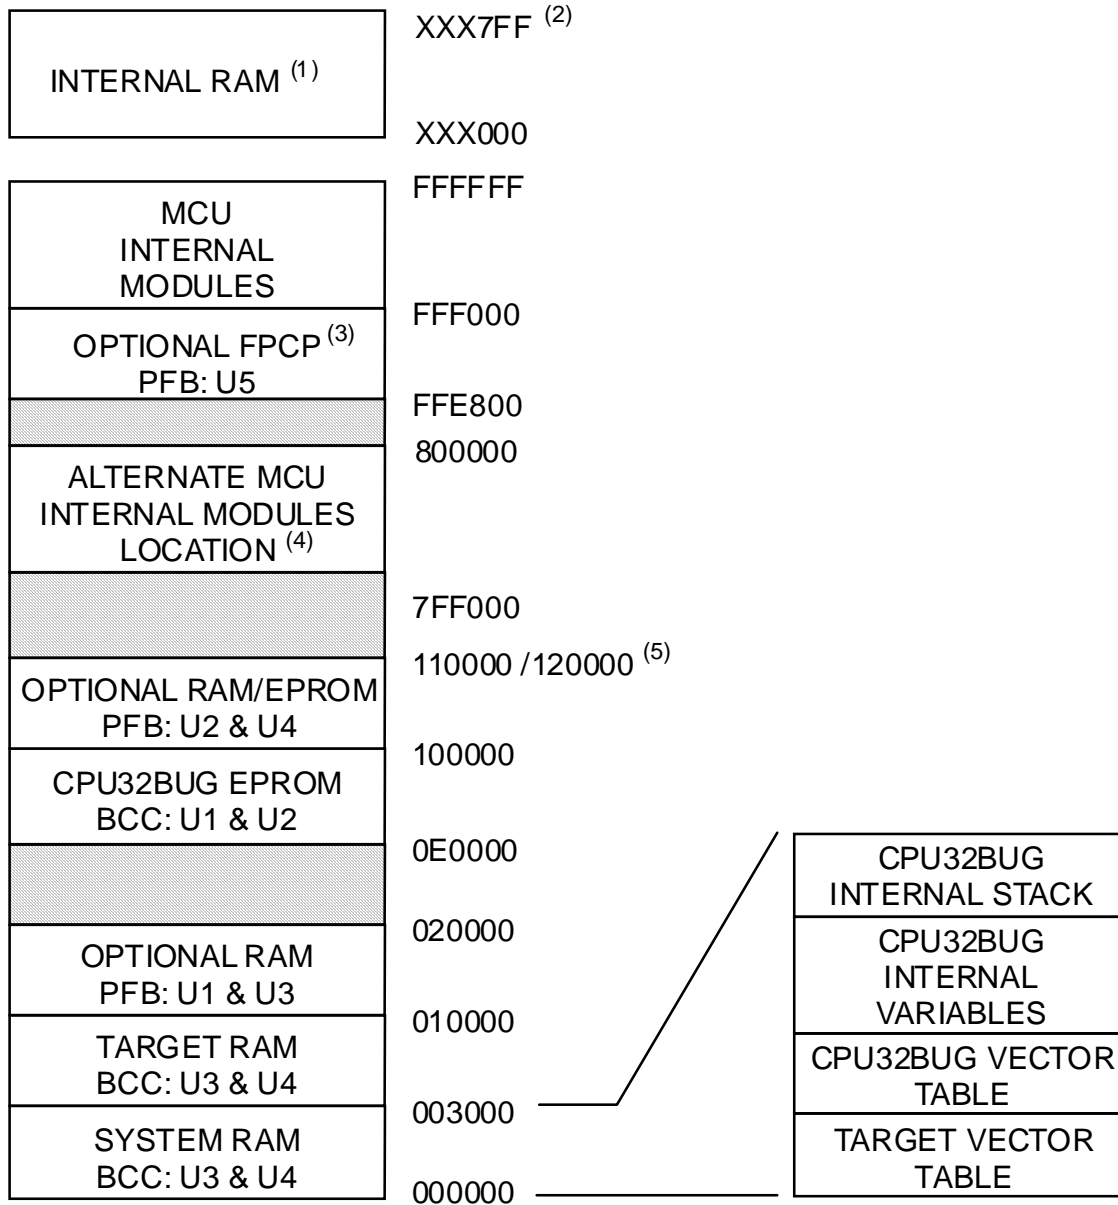 XXX7FF (2)
INTERNAL RAM (1)
XXX000
FFFFFF
MCU
INTERNAL
MODULES
FFF000
OPTIONAL FPCP (3)
PFB: U5
FFE800
800000
ALTERNATE MCU
INTERNAL MODULES
LOCATION (4)
7FF000
110000 /120000 (5)
OPTIONAL RAM/EPROM
PFB: U2 & U4
100000
CPU32BUG EPROM
BCC: U1 & U2
0E0000
020000
OPTIONAL RAM
PFB: U1 & U3
010000
TARGET RAM
BCC: U3 & U4
003000
SYSTEM RAM
BCC: U3 & U4
000000
CPU32BUG
INTERNAL STACK
CPU32BUG
INTERNAL
VARIABLES
CPU32BUG VECTOR
TABLE
TARGET VECTOR
TABLE